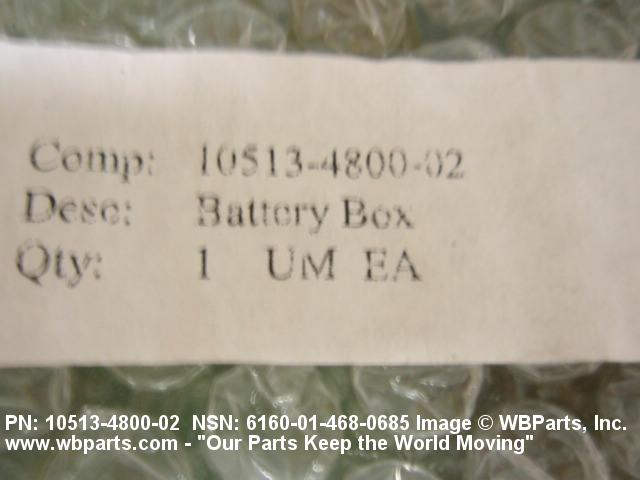 Comp: 10513-4800-02
Desc: Battery Box
Qty: 1 UM EA
PN: 10513-4800-02 NSN: 6160-01-468-0685 Image © WBParts, Inc.
www.wbparts.com - "Our Parts Keep the World Moving"